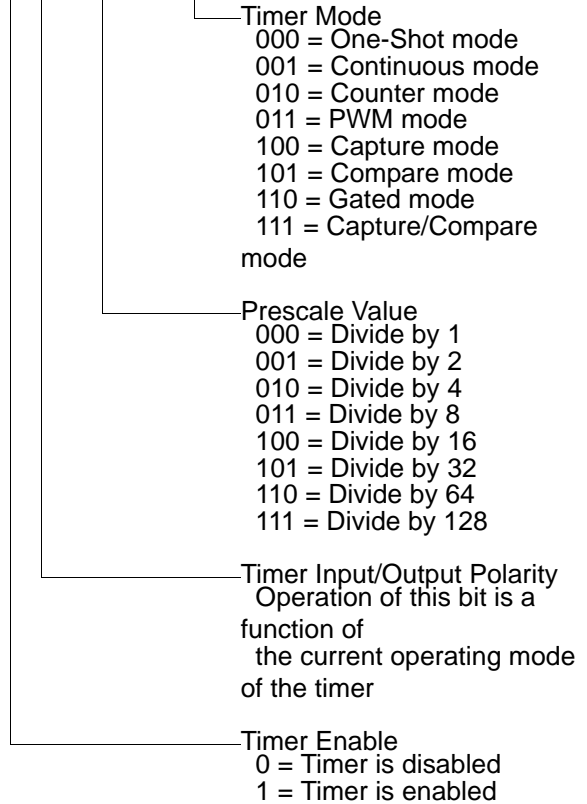 Timer Mode
000 = One-Shot mode
001 = Continuous mode
010 = Counter mode
011 = PWM mode
100 = Capture mode
101 = Compare mode
110 = Gated mode
111 = Capture/Compare
mode
Prescale Value
000 = Divide by 1
001 = Divide by 2
010 = Divide by 4
011 = Divide by 8
100 = Divide by 16
101 = Divide by 32
110 = Divide by 64
111 = Divide by 128
Timer Input/Output Polarity
Operation of this bit is a
function of
the current operating mode
of the timer
Timer Enable
0 = Timer is disabled
1 = Timer is enabled